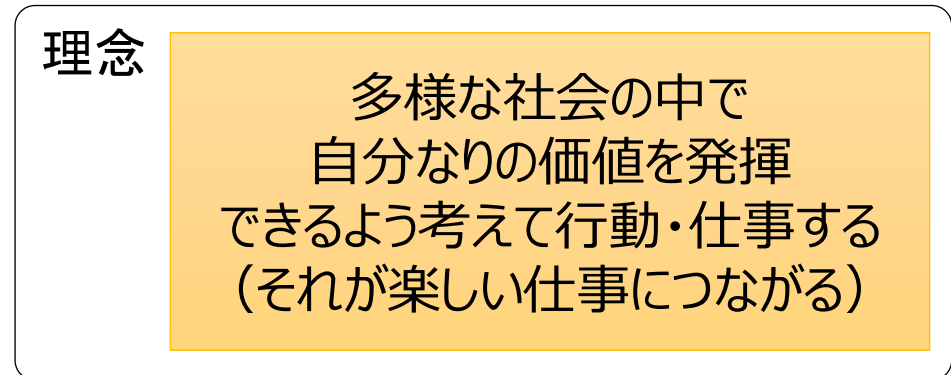 理念
多様な社会の中で
自分なりの価値を発揮
できるよう考えて行動・仕事する
（それが楽しい仕事につながる）